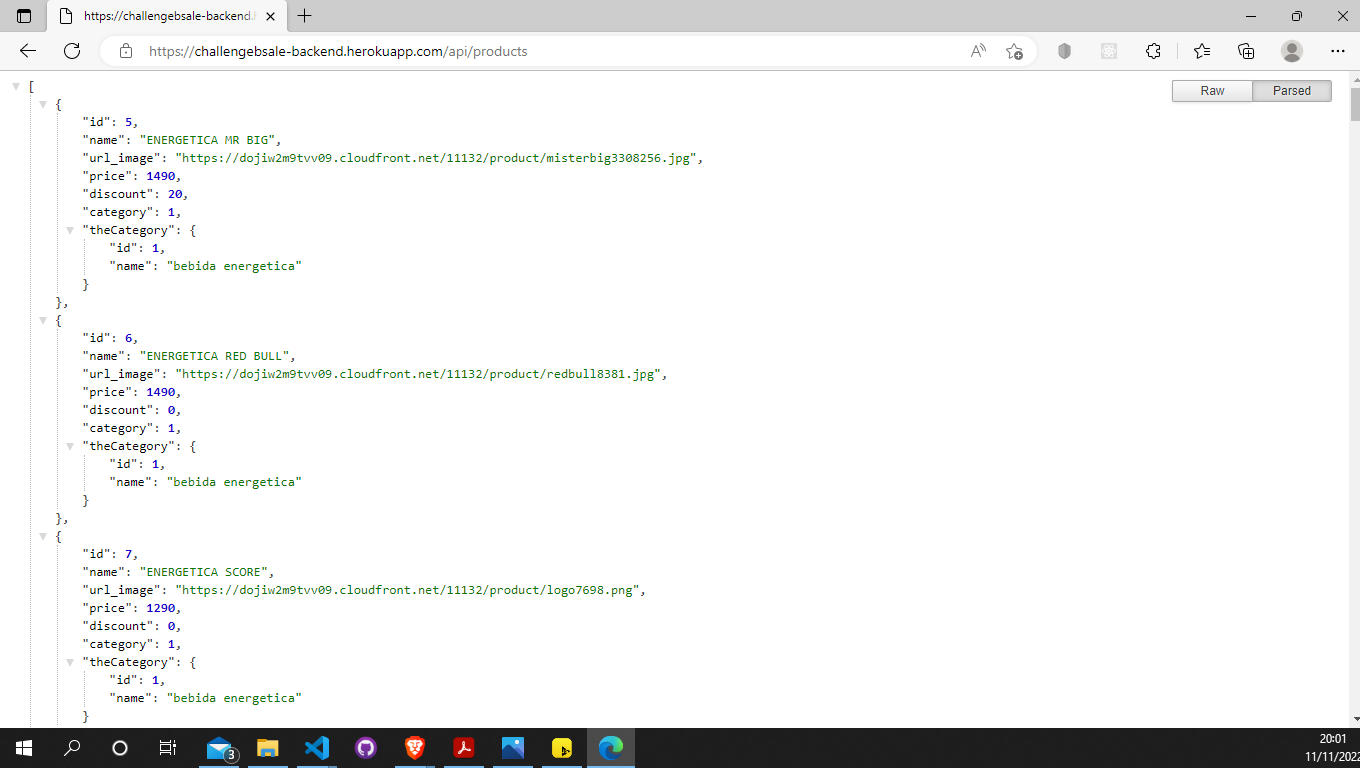 https://challengebsale-backend.h
https://challengebsale-backend.herokuapp.com/api/products
Raw
Parsed
[
{
"id": 5,
"name": "ENERGETICA MR BIG",
"url_image": "https://dojiw2m9tvv09.cloudfront.net/11132/product/misterbig3308256.jpg",
"price": 1490,
"discount": 20,
"category": 1,
"theCategory": {
"id": 1,
"name": "bebida energetica"
}
},
{
"id": 6,
"name": "ENERGETICA RED BULL",
"url_image": "https://dojiw2m9tvv09.cloudfront.net/11132/product/redbull8381.jpg",
"price": 1490,
"discount": 0,
"category": 1,
"theCategory": {
"id": 1,
"name": "bebida energetica"
}
},
{
"id": 7,
"name": "ENERGETICA SCORE",
"url_image": "https://dojiw2m9tvv09.cloudfront.net/11132/product/logo7698.png",
"price": 1290,
"discount": 0,
"category": 1,
"theCategory": {
"id": 1,
"name": "bebida energetica"
}
3
20:01
11/11/2022